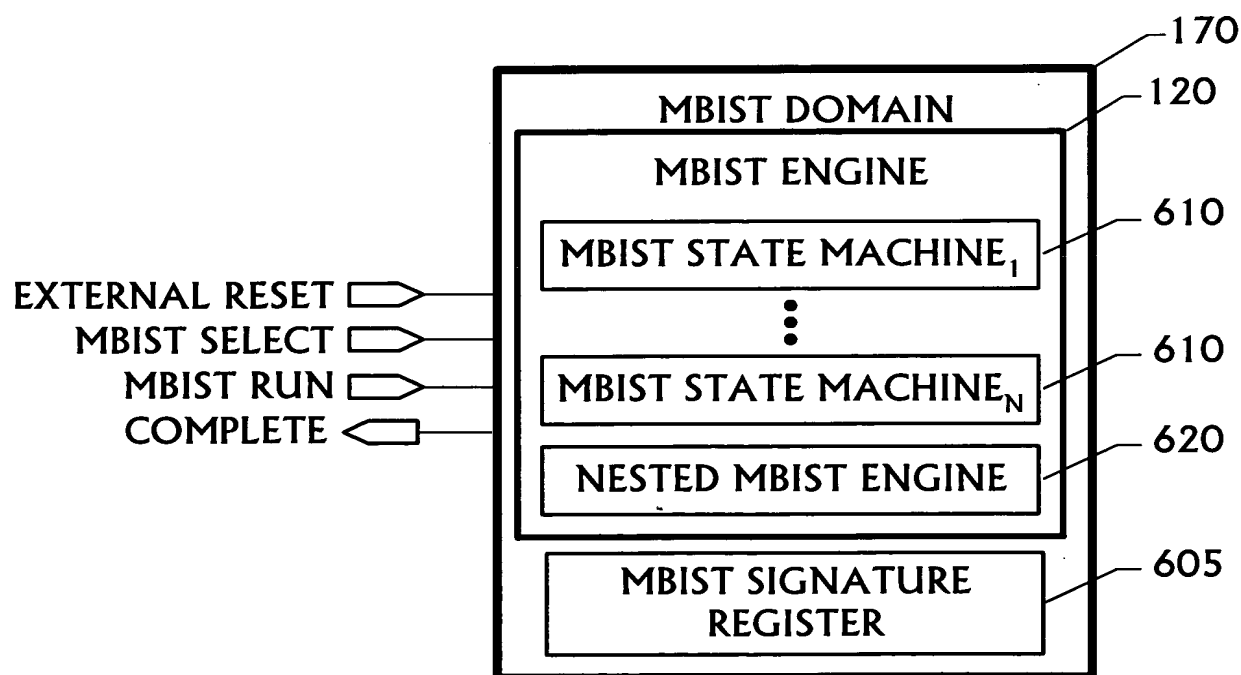 170
MBIST DOMAIN
120
MBIST ENGINE
610
MBIST STATE MACHINE₁
EXTERNAL RESET
MBIST SELECT
MBIST RUN
COMPLETE
610
MBIST STATE MACHINE_N
620
NESTED MBIST ENGINE
605
MBIST SIGNATURE
REGISTER